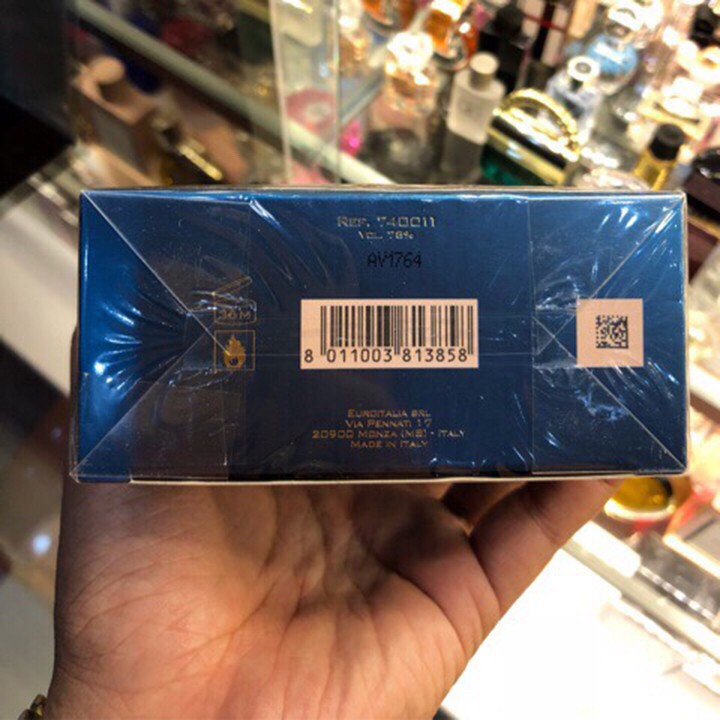 REF. 740011
VOL. 78%
AV1764
36M
8 011003 813858
EUROITALIA SRL
VIA PENNATI 17
20900 MONZA (MB) - ITALY
MADE IN ITALY